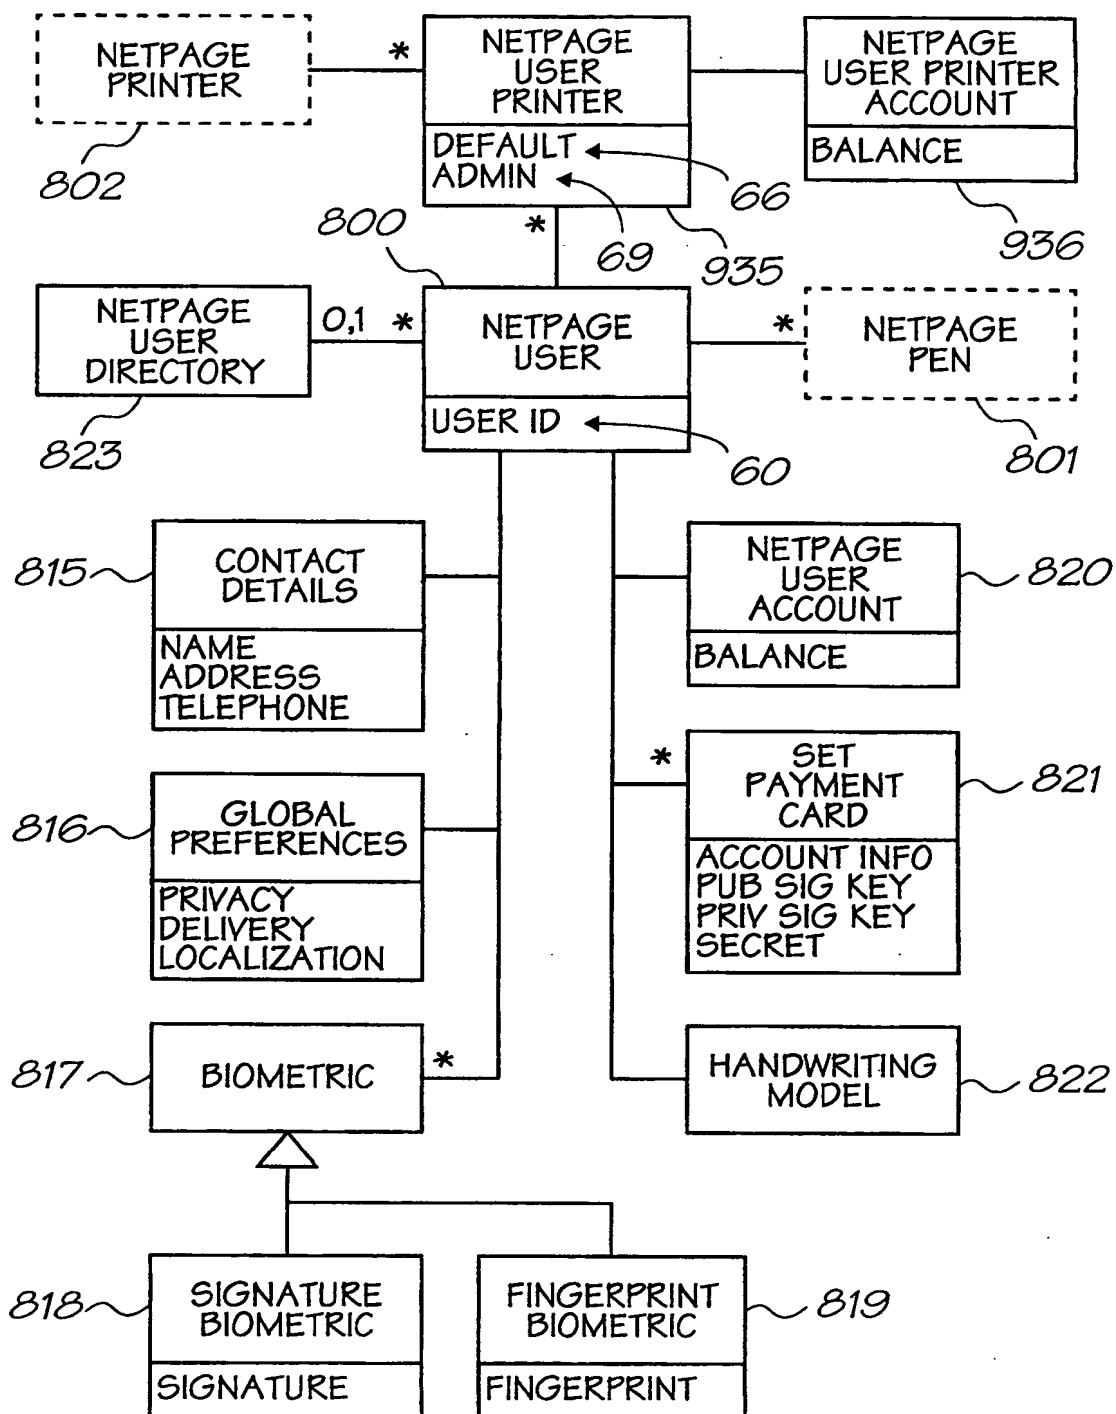 NETPAGE
PRINTER
802
*
NETPAGE
USER
PRINTER
DEFAULT
ADMIN
66
69
935
NETPAGE
USER PRINTER
ACCOUNT
BALANCE
936
*
800
NETPAGE
USER
DIRECTORY
823
0,1 *
NETPAGE
USER
USER ID
60
*
NETPAGE
PEN
801
815
CONTACT
DETAILS
NAME
ADDRESS
TELEPHONE
NETPAGE
USER
ACCOUNT
BALANCE
820
816
GLOBAL
PREFERENCES
PRIVACY
DELIVERY
LOCALIZATION
*
SET
PAYMENT
CARD
ACCOUNT INFO
PUB SIG KEY
PRIV SIG KEY
SECRET
821
817
BIOMETRIC
*
HANDWRITING
MODEL
822
818
SIGNATURE
BIOMETRIC
SIGNATURE
FINGERPRINT
BIOMETRIC
FINGERPRINT
819